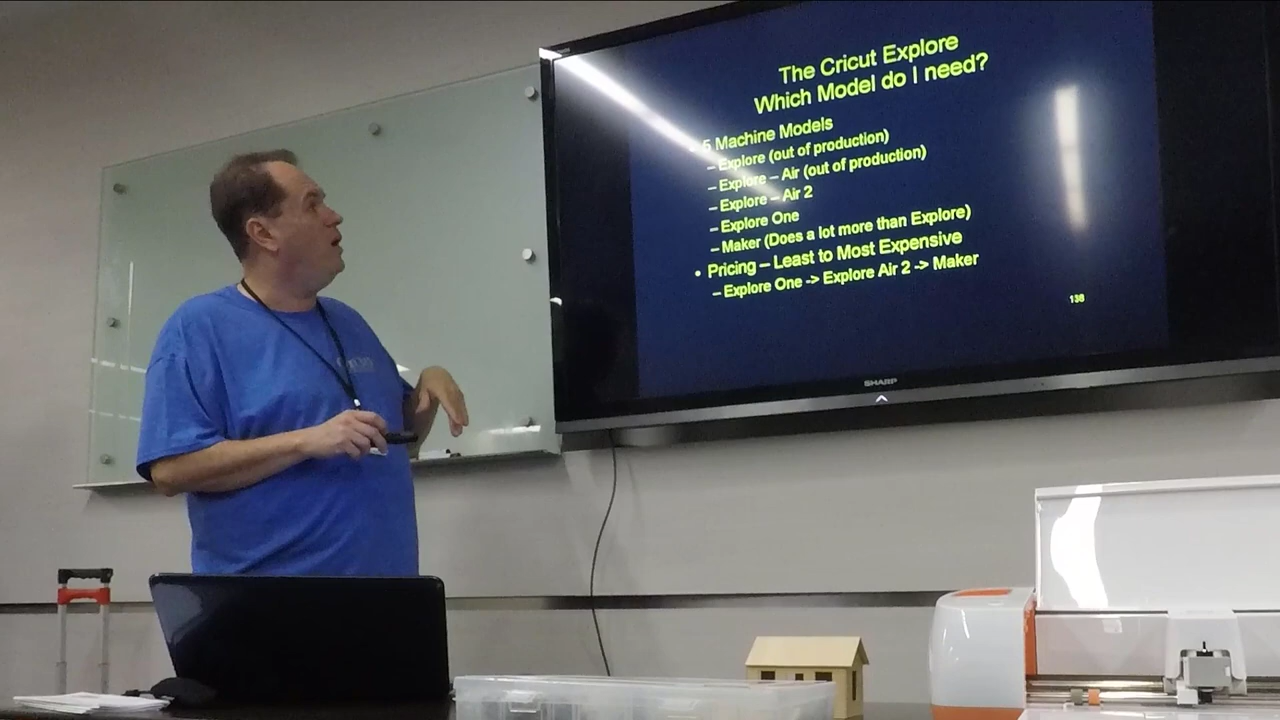 The Cricut Explore
Which Model do I need?
5 Machine Models
– Explore (out of production)
– Explore – Air (out of production)
– Explore – Air 2
– Explore One
– Maker (Does a lot more than Explore)
• Pricing – Least to Most Expensive
– Explore One -> Explore Air 2 -> Maker
138
SHARP